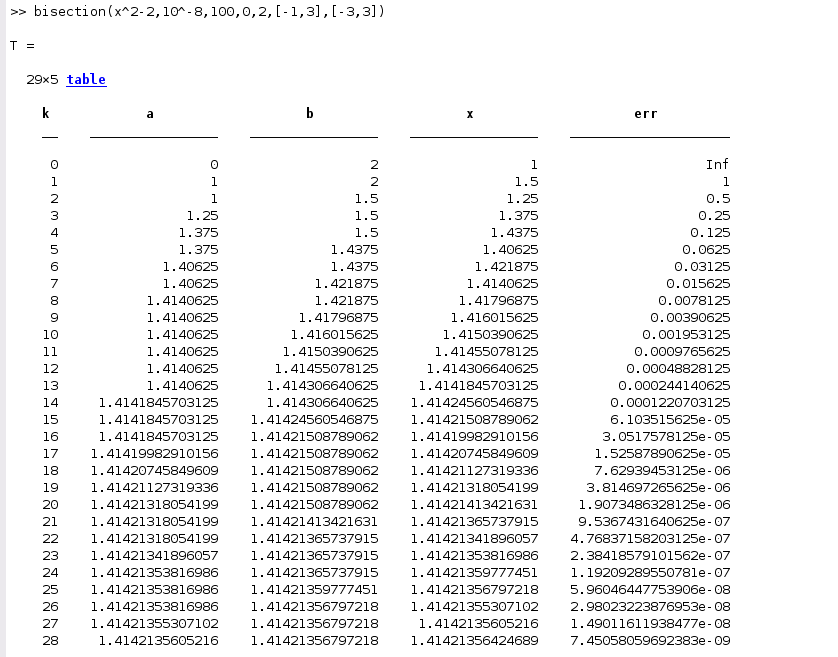 >> bisection(x^2-2,10^-8,100,0,2,[-1,3],[-3,3])
T =
29×5 table
k a b x err
0 0 2 1 Inf
1 1 2 1.5 1
2 1 1.5 1.25 0.5
3 1.25 1.5 1.375 0.25
4 1.375 1.5 1.4375 0.125
5 1.375 1.4375 1.40625 0.0625
6 1.40625 1.4375 1.421875 0.03125
7 1.40625 1.421875 1.4140625 0.015625
8 1.4140625 1.421875 1.41796875 0.0078125
9 1.4140625 1.41796875 1.416015625 0.00390625
10 1.4140625 1.416015625 1.4150390625 0.001953125
11 1.4140625 1.4150390625 1.41455078125 0.0009765625
12 1.4140625 1.41455078125 1.414306640625 0.00048828125
13 1.4140625 1.414306640625 1.4141845703125 0.000244140625
14 1.4141845703125 1.414306640625 1.41424560546875 0.0001220703125
15 1.4141845703125 1.41424560546875 1.41421508789062 6.103515625e-05
16 1.4141845703125 1.41421508789062 1.41419982910156 3.0517578125e-05
17 1.41419982910156 1.41421508789062 1.41420745849609 1.52587890625e-05
18 1.41420745849609 1.41421508789062 1.41421127319336 7.62939453125e-06
19 1.41421127319336 1.41421508789062 1.41421318054199 3.814697265625e-06
20 1.41421318054199 1.41421508789062 1.41421413421631 1.9073486328125e-06
21 1.41421318054199 1.41421413421631 1.41421365737915 9.5367431640625e-07
22 1.41421318054199 1.41421365737915 1.41421341896057 4.76837158203125e-07
23 1.41421341896057 1.41421365737915 1.41421353816986 2.38418579101562e-07
24 1.41421353816986 1.41421365737915 1.41421359777451 1.19209289550781e-07
25 1.41421353816986 1.41421359777451 1.41421356797218 5.96046447753906e-08
26 1.41421353816986 1.41421356797218 1.41421355307102 2.98023223876953e-08
27 1.41421355307102 1.41421356797218 1.4142135605216 1.49011611938477e-08
28 1.4142135605216 1.41421356797218 1.41421356424689 7.45058059692383e-09